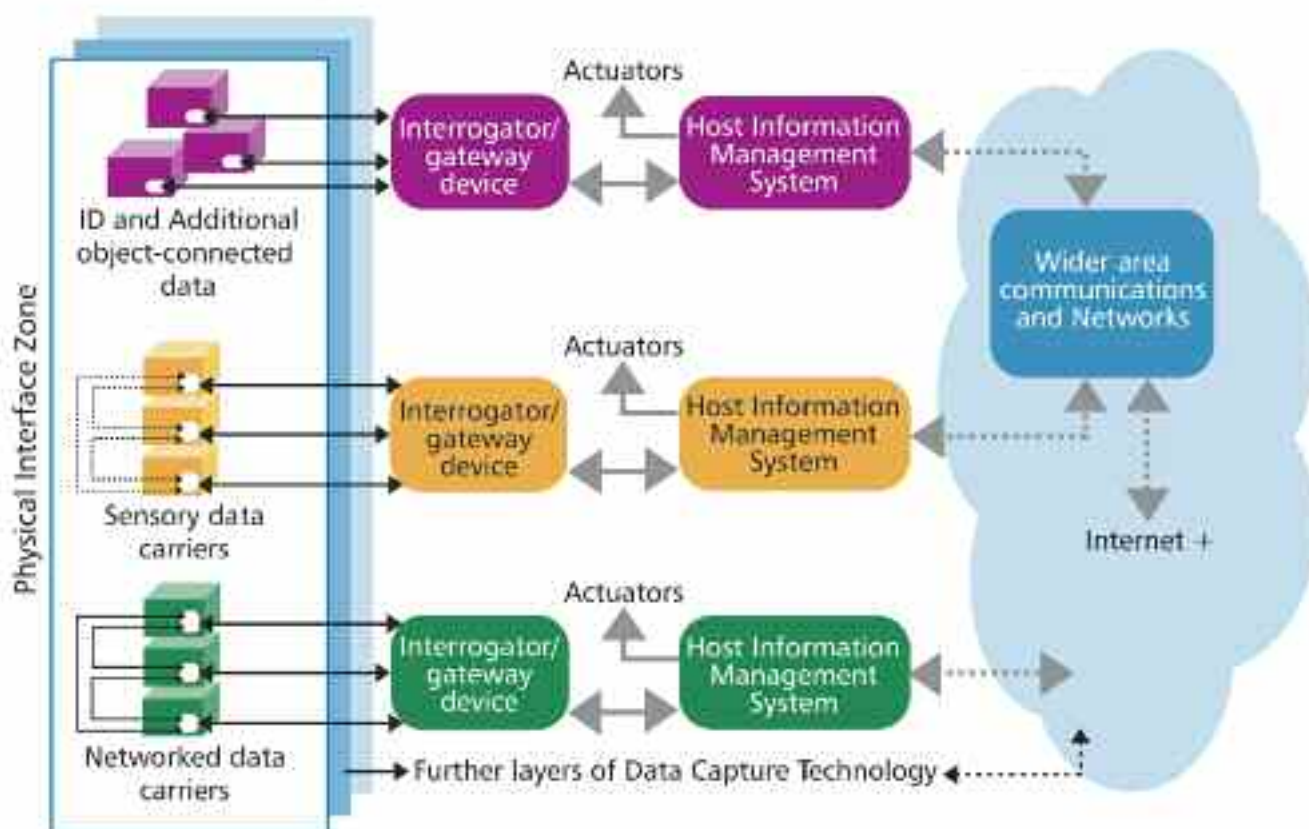 Physical Interface Zone
ID and Additional
object-connected
data
Interrogator/
gateway
device
Actuators
Host Information
Management
System
Wider area
communications
and Networks
Internet +
Sensory data
carriers
Interrogator/
gateway
device
Actuators
Host Information
Management
System
Networked data
carriers
Interrogator/
gateway
device
Actuators
Host Information
Management
System
Further layers of Data Capture Technology